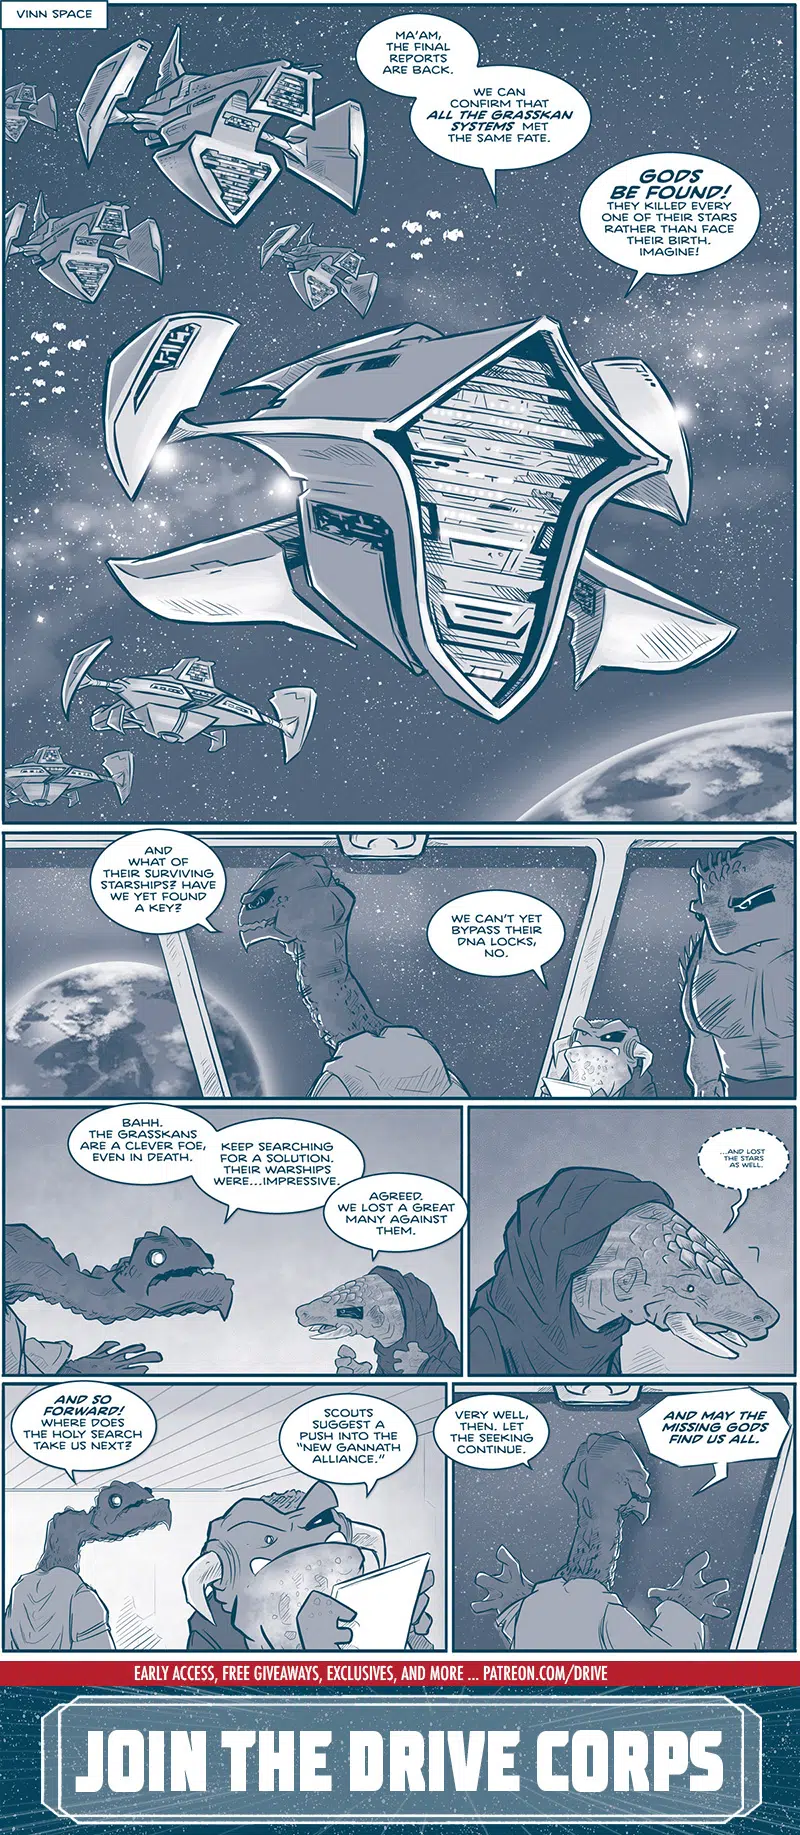 VINN SPACE
MA'AM,
THE FINAL
REPORTS
ARE BACK.
WE CAN
CONFIRM THAT
ALL THE GRASSKAN
SYSTEMS MET
THE SAME FATE.
GODS
BE FOUND!
THEY KILLED EVERY
ONE OF THEIR STARS
RATHER THAN FACE
THEIR BIRTH.
IMAGINE!
AND
WHAT OF
THEIR SURVIVING
STARSHIPS? HAVE
WE YET FOUND
A KEY?
WE CAN'T YET
BYPASS THEIR
DNA LOCKS,
NO.
BAHH.
THE GRASSKANS
ARE A CLEVER FOE,
EVEN IN DEATH.
KEEP SEARCHING
FOR A SOLUTION.
THEIR WARSHIPS
WERE...IMPRESSIVE.
AGREED.
WE LOST A GREAT
MANY AGAINST
THEM.
...AND LOST
THE STARS
AS WELL.
AND SO
FORWARD!
WHERE DOES
THE HOLY SEARCH
TAKE US NEXT?
SCOUTS
SUGGEST A
PUSH INTO THE
"NEW GANNATH
ALLIANCE."
VERY WELL,
THEN. LET
THE SEEKING
CONTINUE.
AND MAY THE
MISSING GODS
FIND US ALL.
EARLY ACCESS, FREE GIVEAWAYS, EXCLUSIVES, AND MORE ... PATREON.COM/DRIVE
JOIN THE DRIVE CORPS